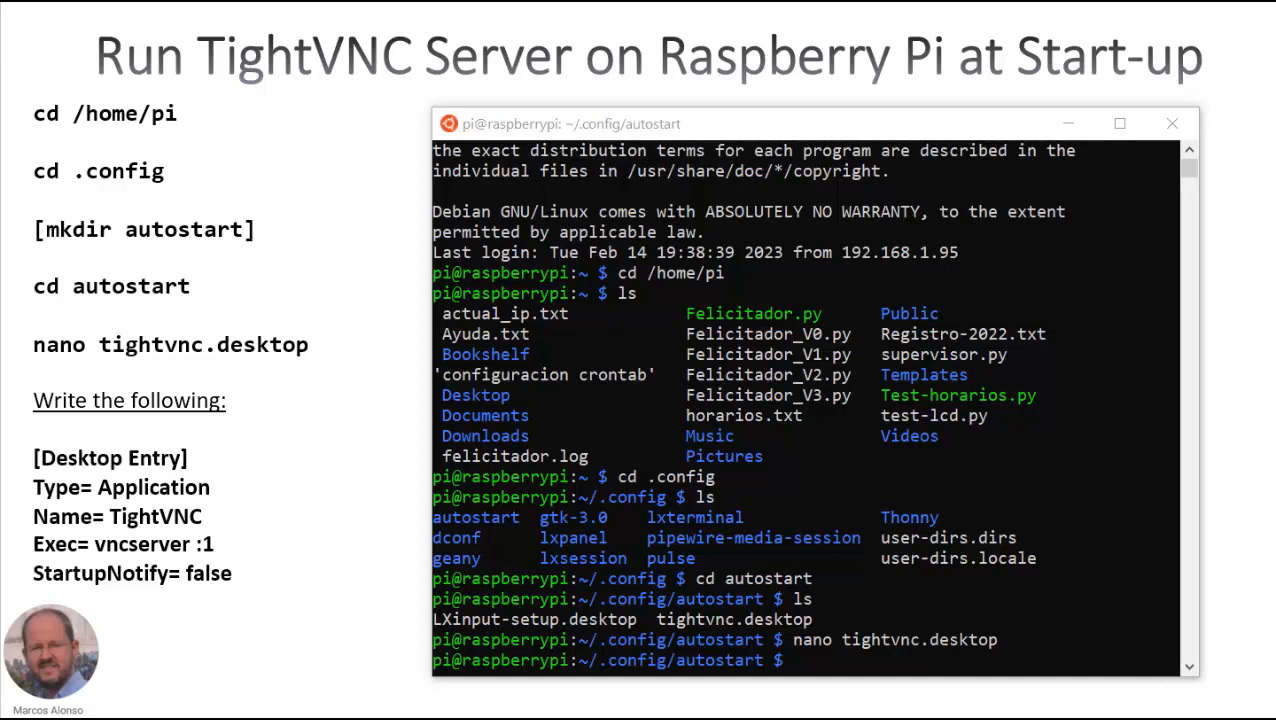 Run TightVNC Server on Raspberry Pi at Start-up
cd /home/pi
cd .config
[mkdir autostart]
cd autostart
nano tightvnc.desktop
Write the following:
[Desktop Entry]
Type= Application
Name= TightVNC
Exec= vncserver :1
StartupNotify= false
Marcos Alonso
pi@raspberrypi: ~/.config/autostart
the exact distribution terms for each program are described in the
individual files in /usr/share/doc/*/copyright.
Debian GNU/Linux comes with ABSOLUTELY NO WARRANTY, to the extent
permitted by applicable law.
Last login: Tue Feb 14 19:38:39 2023 from 192.168.1.95
pi@raspberrypi:~ $ cd /home/pi
pi@raspberrypi:~ $ ls
actual_ip.txt Felicitador.py Public
Ayuda.txt Felicitador_V0.py Registro-2022.txt
Bookshelf Felicitador_V1.py supervisor.py
'configuracion crontab' Felicitador_V2.py Templates
Desktop Felicitador_V3.py Test-horarios.py
Documents horarios.txt test-lcd.py
Downloads Music Videos
felicitador.log Pictures
pi@raspberrypi:~ $ cd .config
pi@raspberrypi:~/.config $ ls
autostart gtk-3.0 lxterminal Thonny
dconf lxpanel pipewire-media-session user-dirs.dirs
geany lxsession pulse user-dirs.locale
pi@raspberrypi:~/.config $ cd autostart
pi@raspberrypi:~/.config/autostart $ ls
LXinput-setup.desktop tightvnc.desktop
pi@raspberrypi:~/.config/autostart $ nano tightvnc.desktop
pi@raspberrypi:~/.config/autostart $